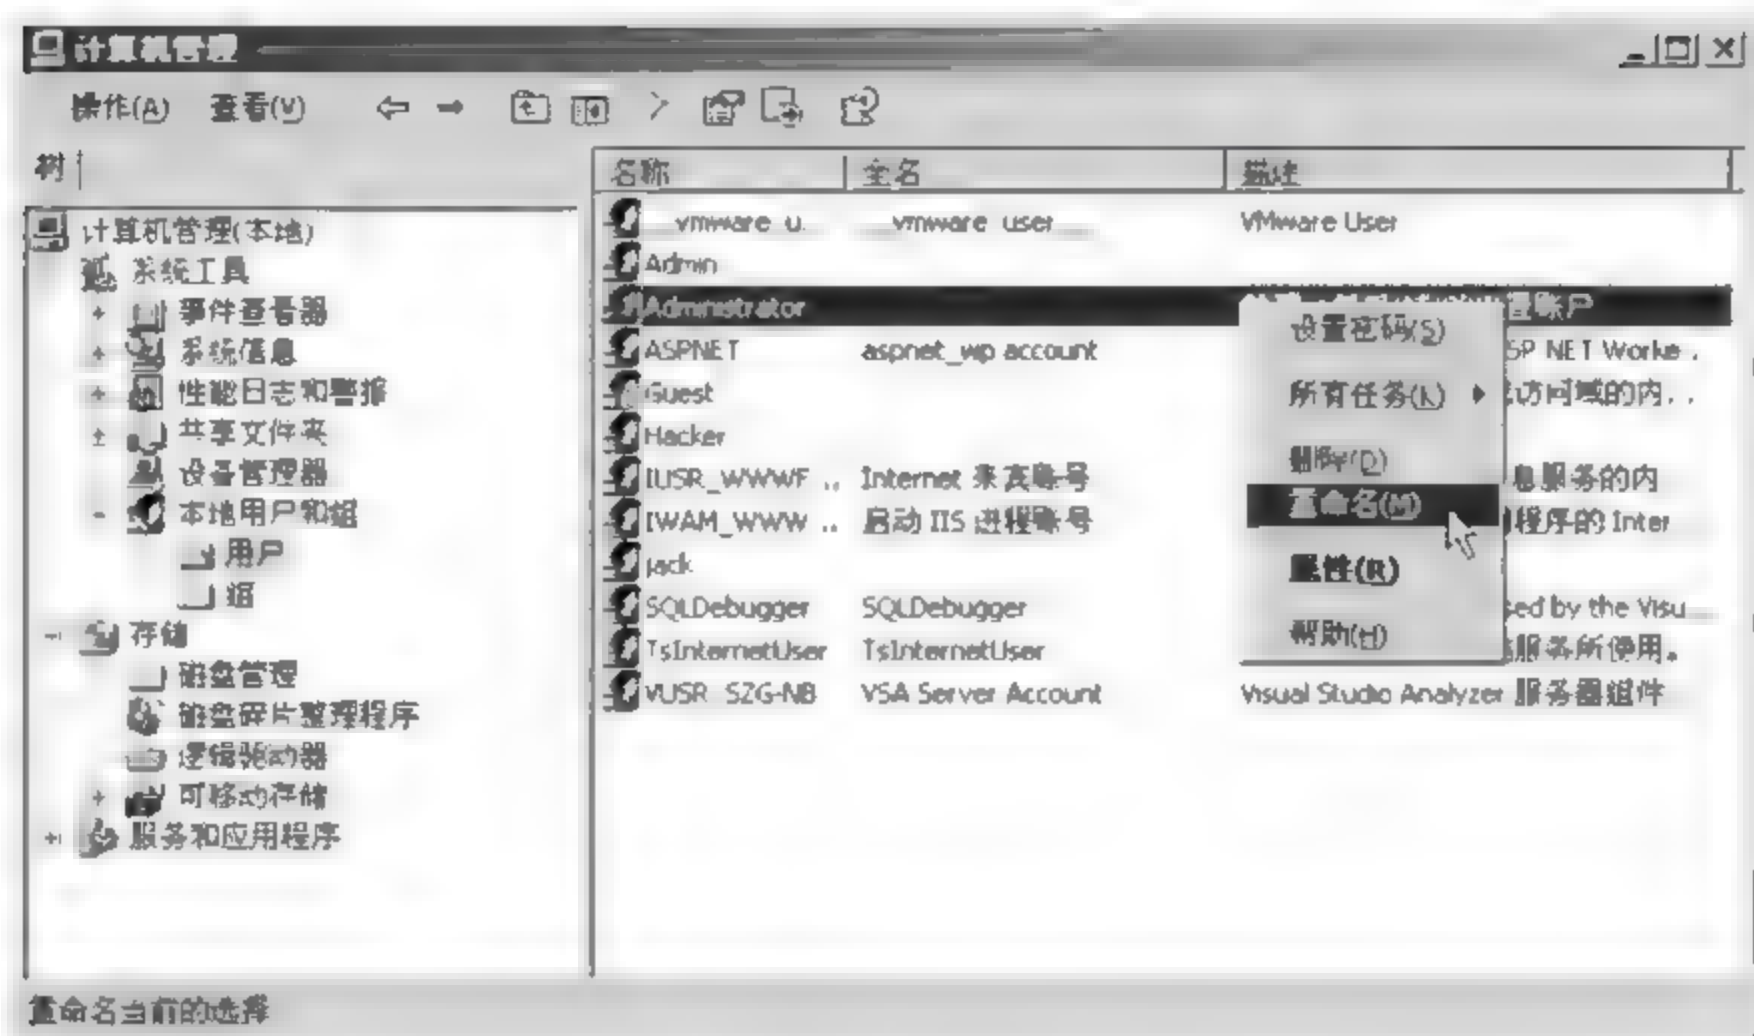 计算机管理
操作(A) 查看(V)
树
名称 全名 描述
计算机管理(本地)
系统工具
事件查看器
系统信息
性能日志和警报
共享文件夹
设备管理器
本地用户和组
用户
组
存储
磁盘管理
磁盘碎片整理程序
逻辑驱动器
可移动存储
服务和应用程序
__vmware_u.. __vmware_user__ VMware User
Admin
Administrator 置帐户
ASPNET aspnet_wp account SP.NET Worke..
Guest 访问域的内..
Hacker
IUSR_WWWF... Internet 来宾帐号 息服务的内
IWAM_WWW... 启动 IIS 进程帐号 程序的 Inter
jack
SQLDebugger SQLDebugger sed by the Visu
TsInternetUser TsInternetUser 服务所使用。
VUSR_SZG-NB VSA Server Account Visual Studio Analyzer 服务器组件
设置密码(S)
所有任务(K)
删除(D)
重命名(M)
属性(R)
帮助(H)
重命名当前的选择